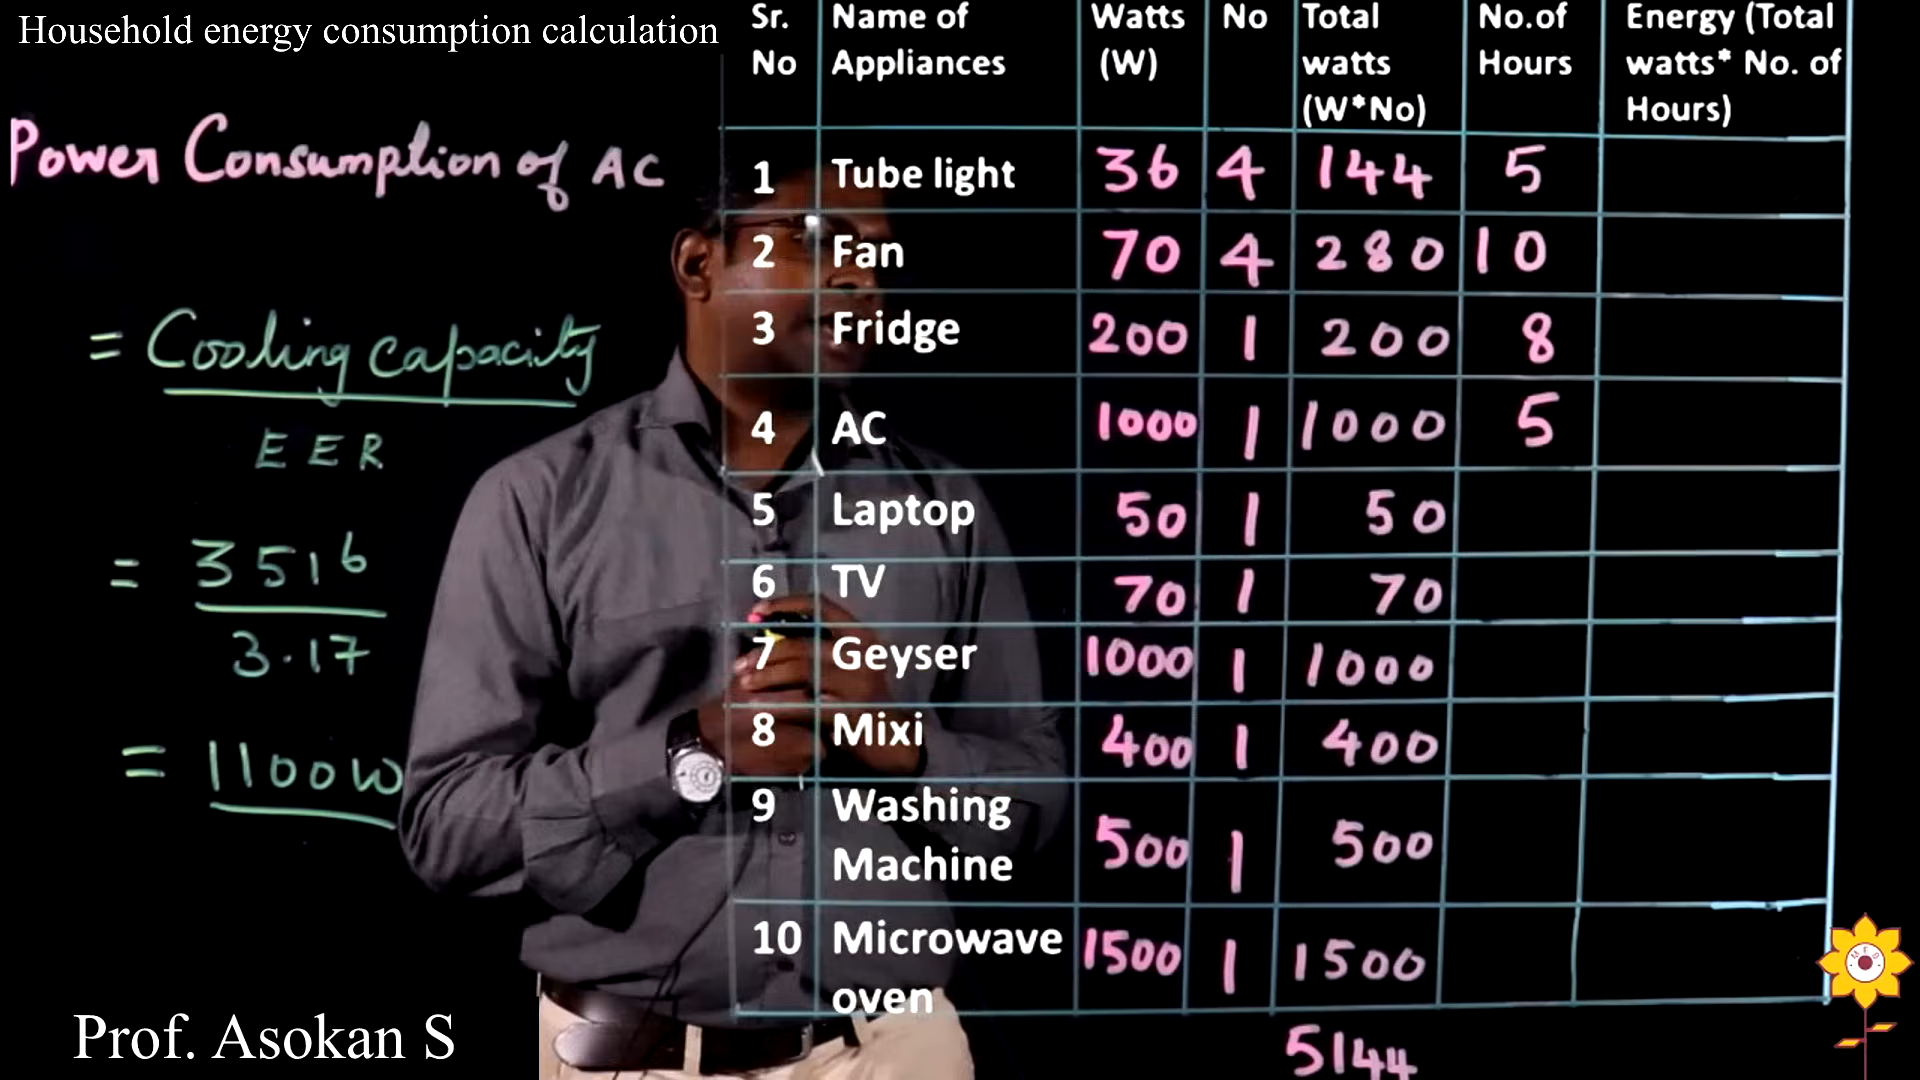 Household energy consumption calculation
Power Consumption of AC
= Cooling capacity
EER
= 3516
3.17
= 1100W
Prof. Asokan S
Sr. No Name of Appliances Watts (W) No Total watts (W*No) No.of Hours Energy (Total watts* No. of Hours)
1 Tube light 36 4 144 5
2 Fan 70 4 280 10
3 Fridge 200 1 200 8
4 AC 1000 1 1000 5
5 Laptop 50 1 50
6 TV 70 1 70
7 Geyser 1000 1 1000
8 Mixi 400 1 400
9 Washing Machine 500 1 500
10 Microwave oven 1500 1 1500
5144